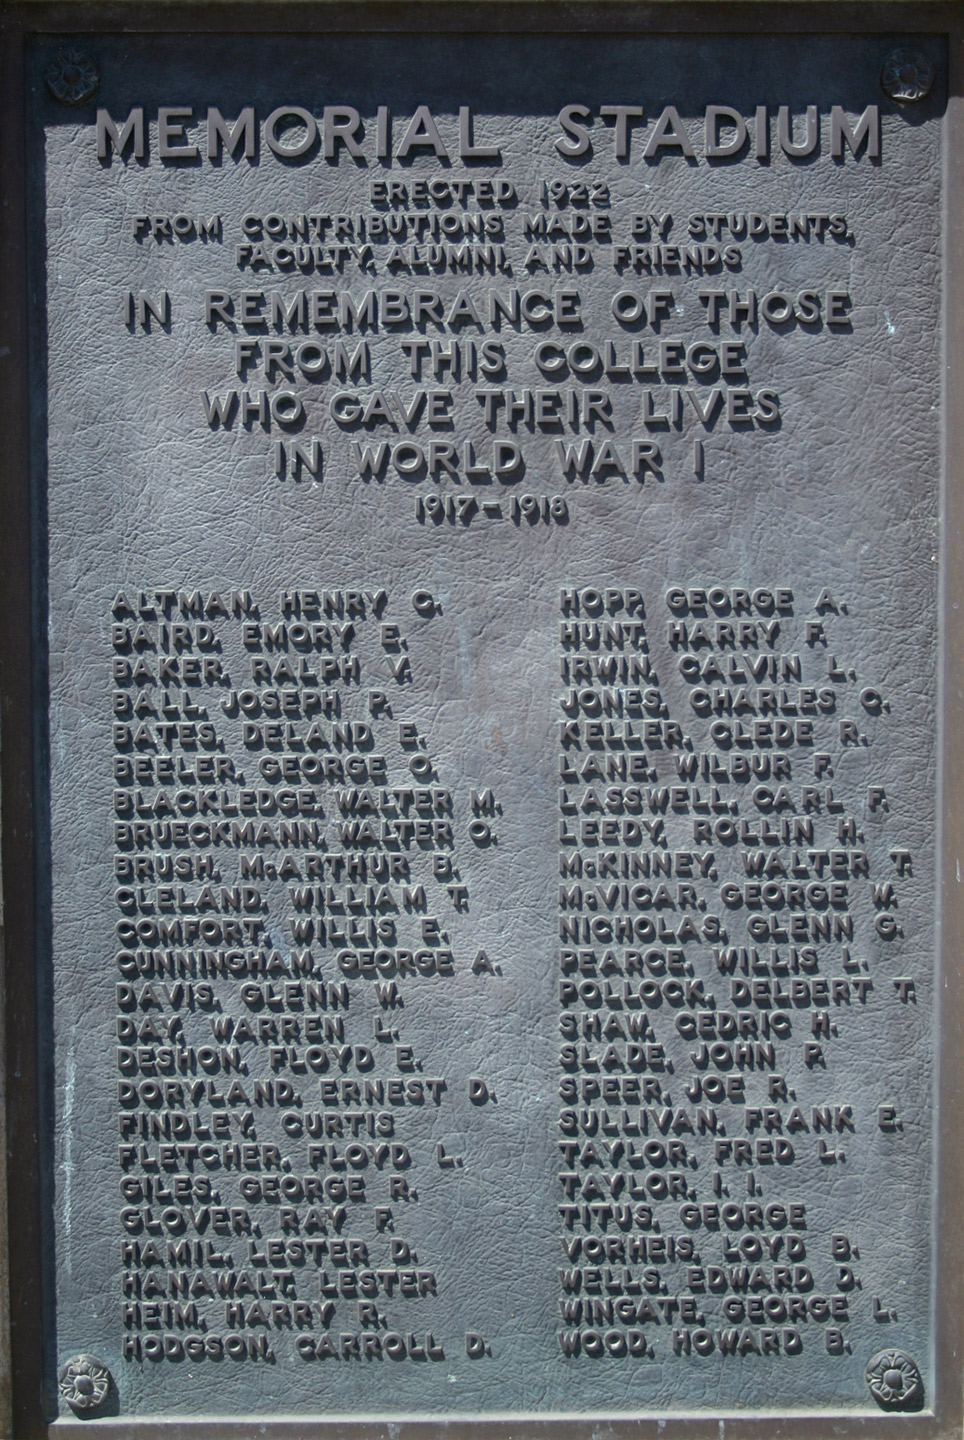 MEMORIAL STADIUM
ERECTED 1922
FROM CONTRIBUTIONS MADE BY STUDENTS,
FACULTY, ALUMNI, AND FRIENDS
IN REMEMBRANCE OF THOSE
FROM THIS COLLEGE
WHO GAVE THEIR LIVES
IN WORLD WAR I
1917-1918
ALTMAN, HENRY C.
BAIRD, EMORY E.
BAKER, RALPH V.
BALL, JOSEPH P.
BATES, DELAND E.
BEELER, GEORGE O.
BLACKLEDGE, WALTER M.
BRUECKMANN, WALTER O.
BRUSH, McARTHUR B.
CLELAND, WILLIAM T.
COMFORT, WILLIS E.
CUNNINGHAM, GEORGE A.
DAVIS, GLENN W.
DAY, WARREN L.
DESHON, FLOYD E.
DORYLAND, ERNEST D.
FINDLEY, CURTIS
FLETCHER, FLOYD L.
GILES, GEORGE R.
GLOVER, RAY F.
HAMIL, LESTER D.
HANAWALT, LESTER
HEIM, HARRY R.
HODGSON, CARROLL D.
HOPP, GEORGE A.
HUNT, HARRY F.
IRWIN, CALVIN L.
JONES, CHARLES C.
KELLER, CLEDE R.
LANE, WILBUR F.
LASSWELL, CARL F.
LEEDY, ROLLIN H.
McKINNEY, WALTER T.
McVICAR, GEORGE W.
NICHOLAS, GLENN G.
PEARCE, WILLIS L.
POLLOCK, DELBERT T.
SHAW, CEDRIC H.
SLADE, JOHN P.
SPEER, JOE R.
SULLIVAN, FRANK E.
TAYLOR, FRED L.
TAYLOR, I. I.
TITUS, GEORGE
VORHEIS, LOYD B.
WELLS, EDWARD D.
WINGATE, GEORGE L.
WOOD, HOWARD B.